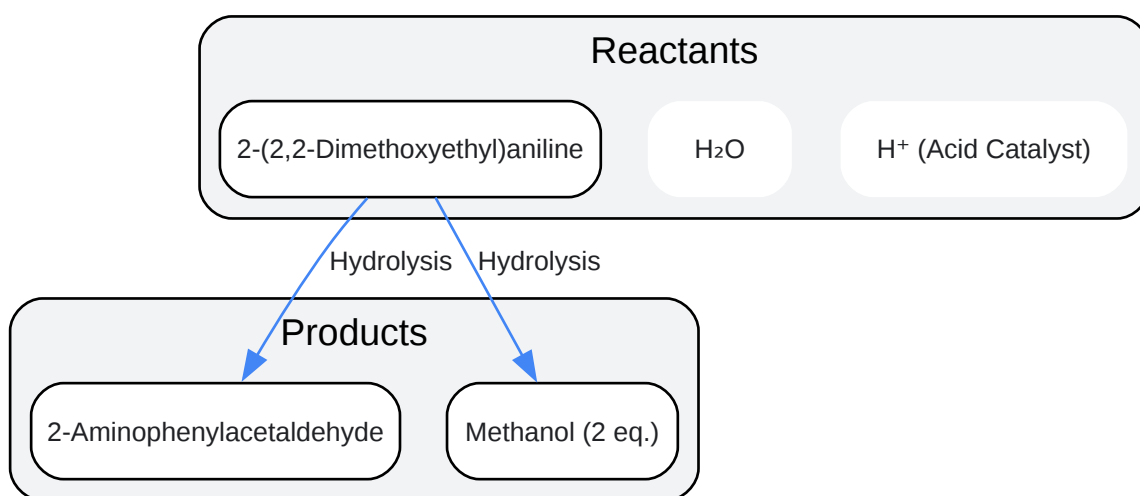 Reactants
2-(2,2-Dimethoxyethyl)aniline
H₂O
H⁺ (Acid Catalyst)
Hydrolysis
Hydrolysis
Products
2-Aminophenylacetaldehyde
Methanol (2 eq.)